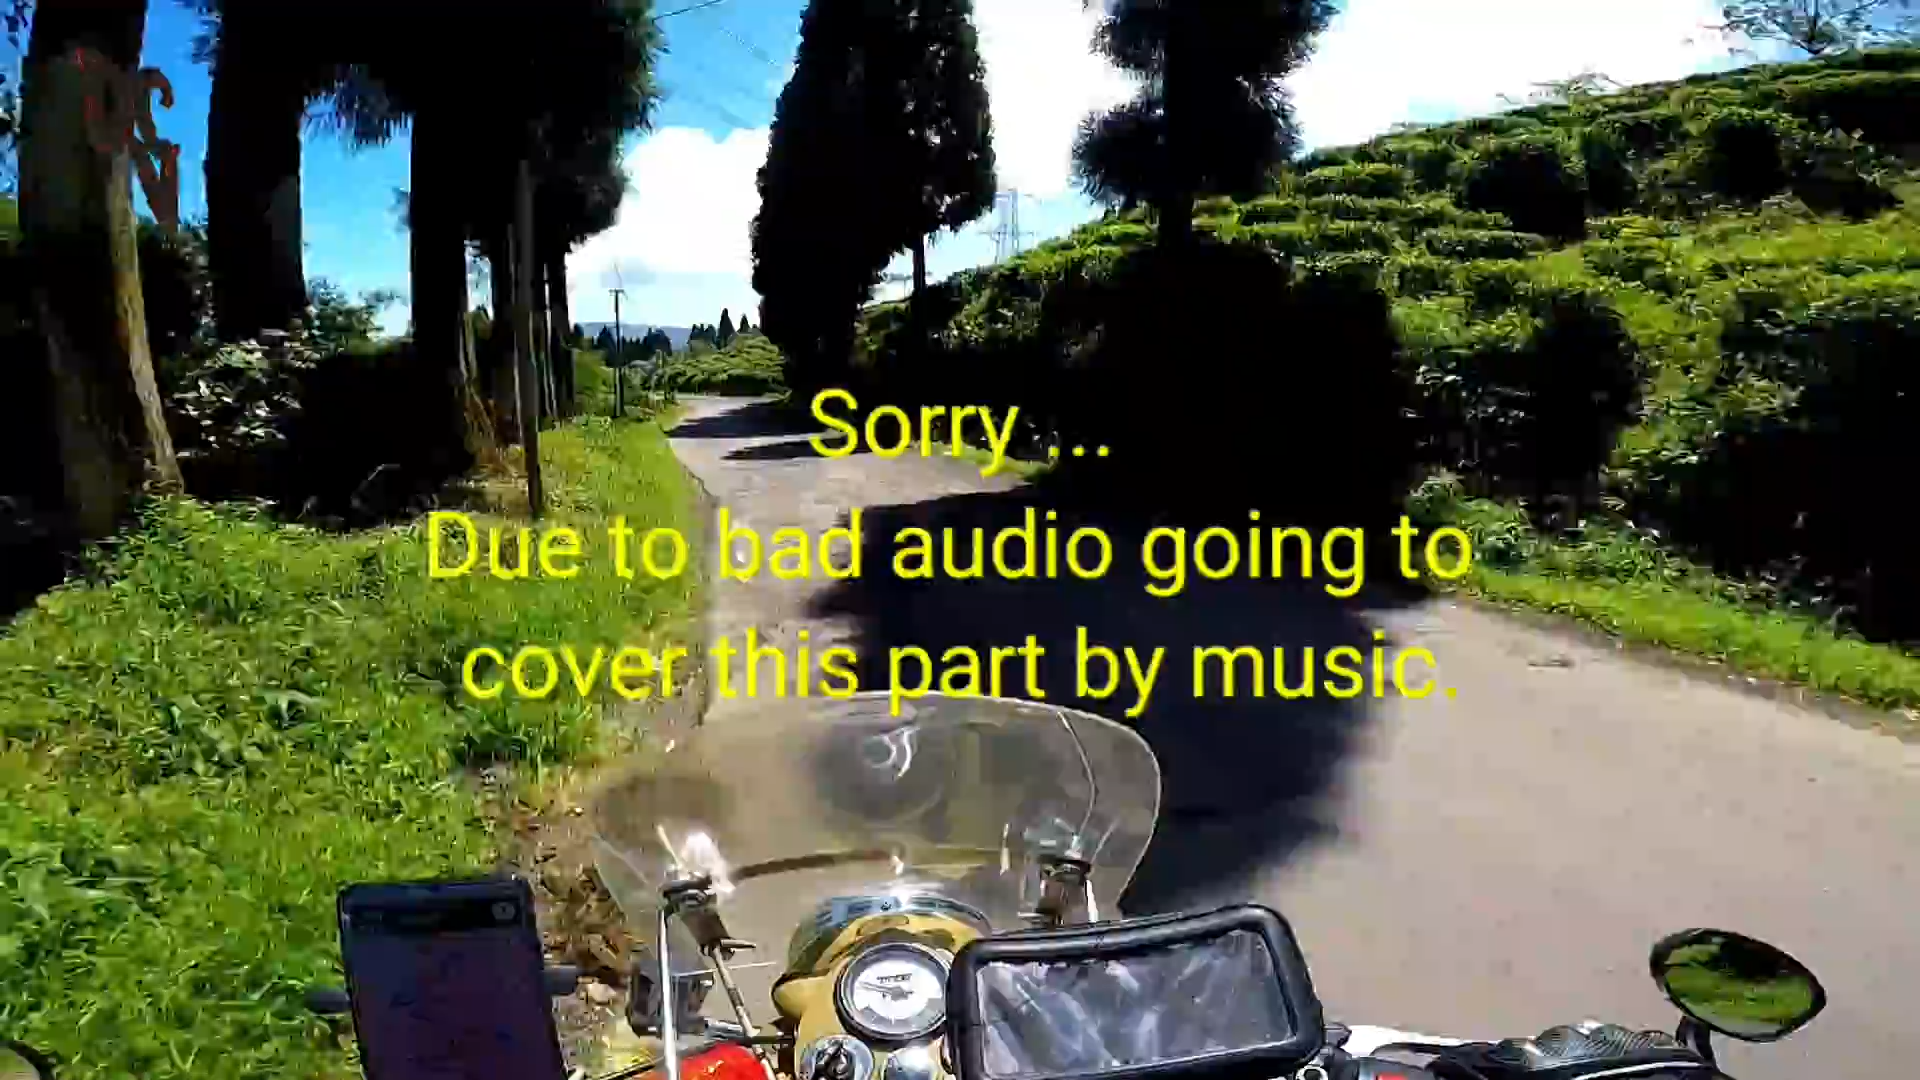 Sorry ...
Due to bad audio going to
cover this part by music.